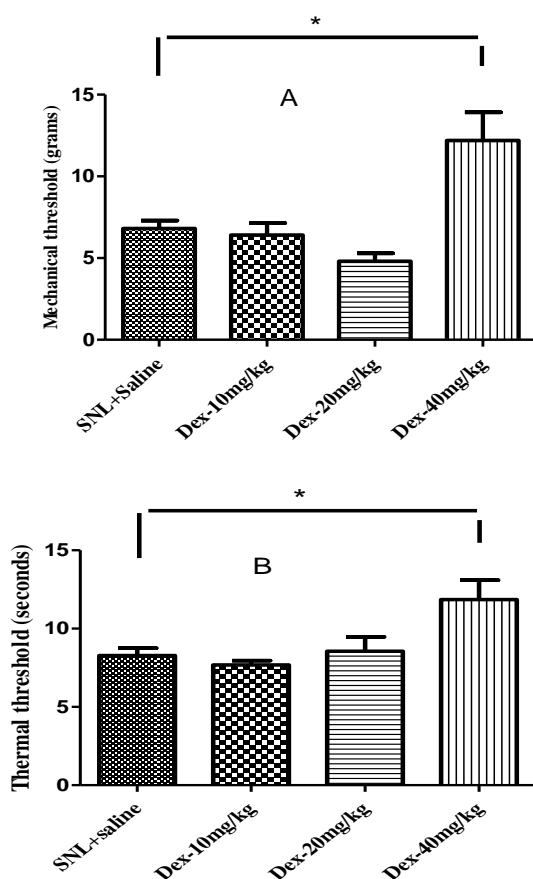 *
A
Mechanical threshold (grams)
15
10
5
0
SNL+Saline
Dex-10mg/kg
Dex-20mg/kg
Dex-40mg/kg
*
B
Thermal threshold (seconds)
15
10
5
0
SNL+saline
Dex-10mg/kg
Dex-20mg/kg
Dex-40mg/kg